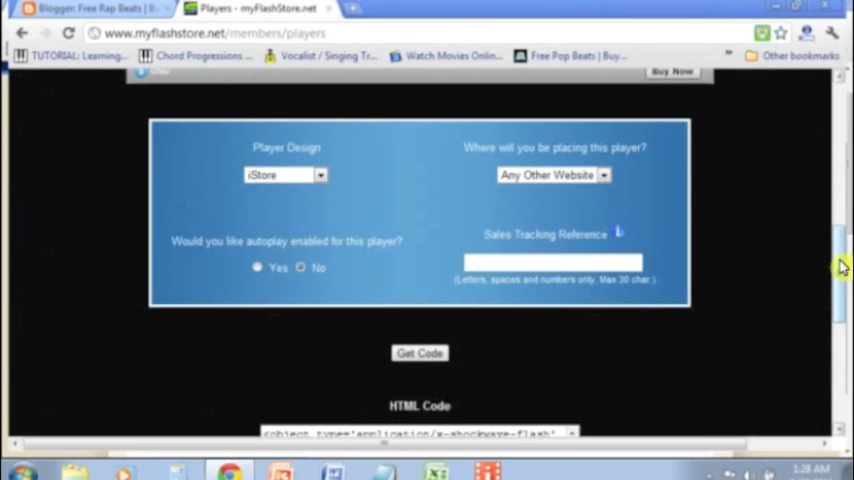 Blogger: Free Rap Beats | B...
Players - myFlashStore.net
www.myflashstore.net/members/players
TUTORIAL: Learning...
Chord Progressions ...
Vocalist / Singing Tr...
Watch Movies Onlin...
Free Pop Beats | Buy...
Other bookmarks
Buy Now
Player Design
Where will you be placing this player?
iStore
Any Other Website
Would you like autoplay enabled for this player?
Sales Tracking Reference
Yes No
(Letters, spaces and numbers only. Max 30 char.)
Get Code
HTML Code
<object type='application/x-shockwave-flash'
1:28 AM